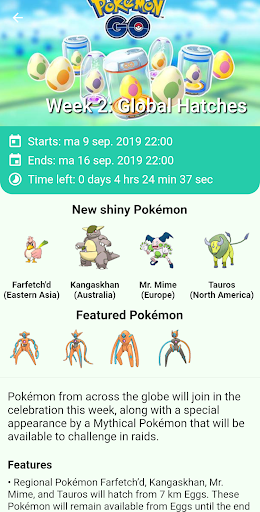 POKÉMON
GO
Week 2: Global Hatches
Starts: ma 9 sep. 2019 22:00
Ends: ma 16 sep. 2019 22:00
Time left: 0 days 4 hrs 24 min 37 sec
New shiny Pokémon
Farfetch'd Kangaskhan Mr. Mime Tauros
(Eastern Asia) (Australia) (Europe) (North America)
Featured Pokémon
Pokémon from across the globe will join in the
celebration this week, along with a special
appearance by a Mythical Pokémon that will be
available to challenge in raids.
Features
• Regional Pokémon Farfetch'd, Kangaskhan, Mr.
Mime, and Tauros will hatch from 7 km Eggs. These
Pokémon will remain available from Eggs until the end